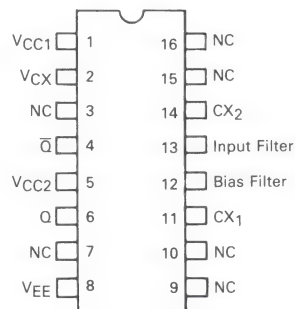 VCC1 1 16 NC
VCX 2 15 NC
NC 3 14 CX2
Q̅ 4 13 Input Filter
VCC2 5 12 Bias Filter
Q 6 11 CX1
NC 7 10 NC
VEE 8 9 NC